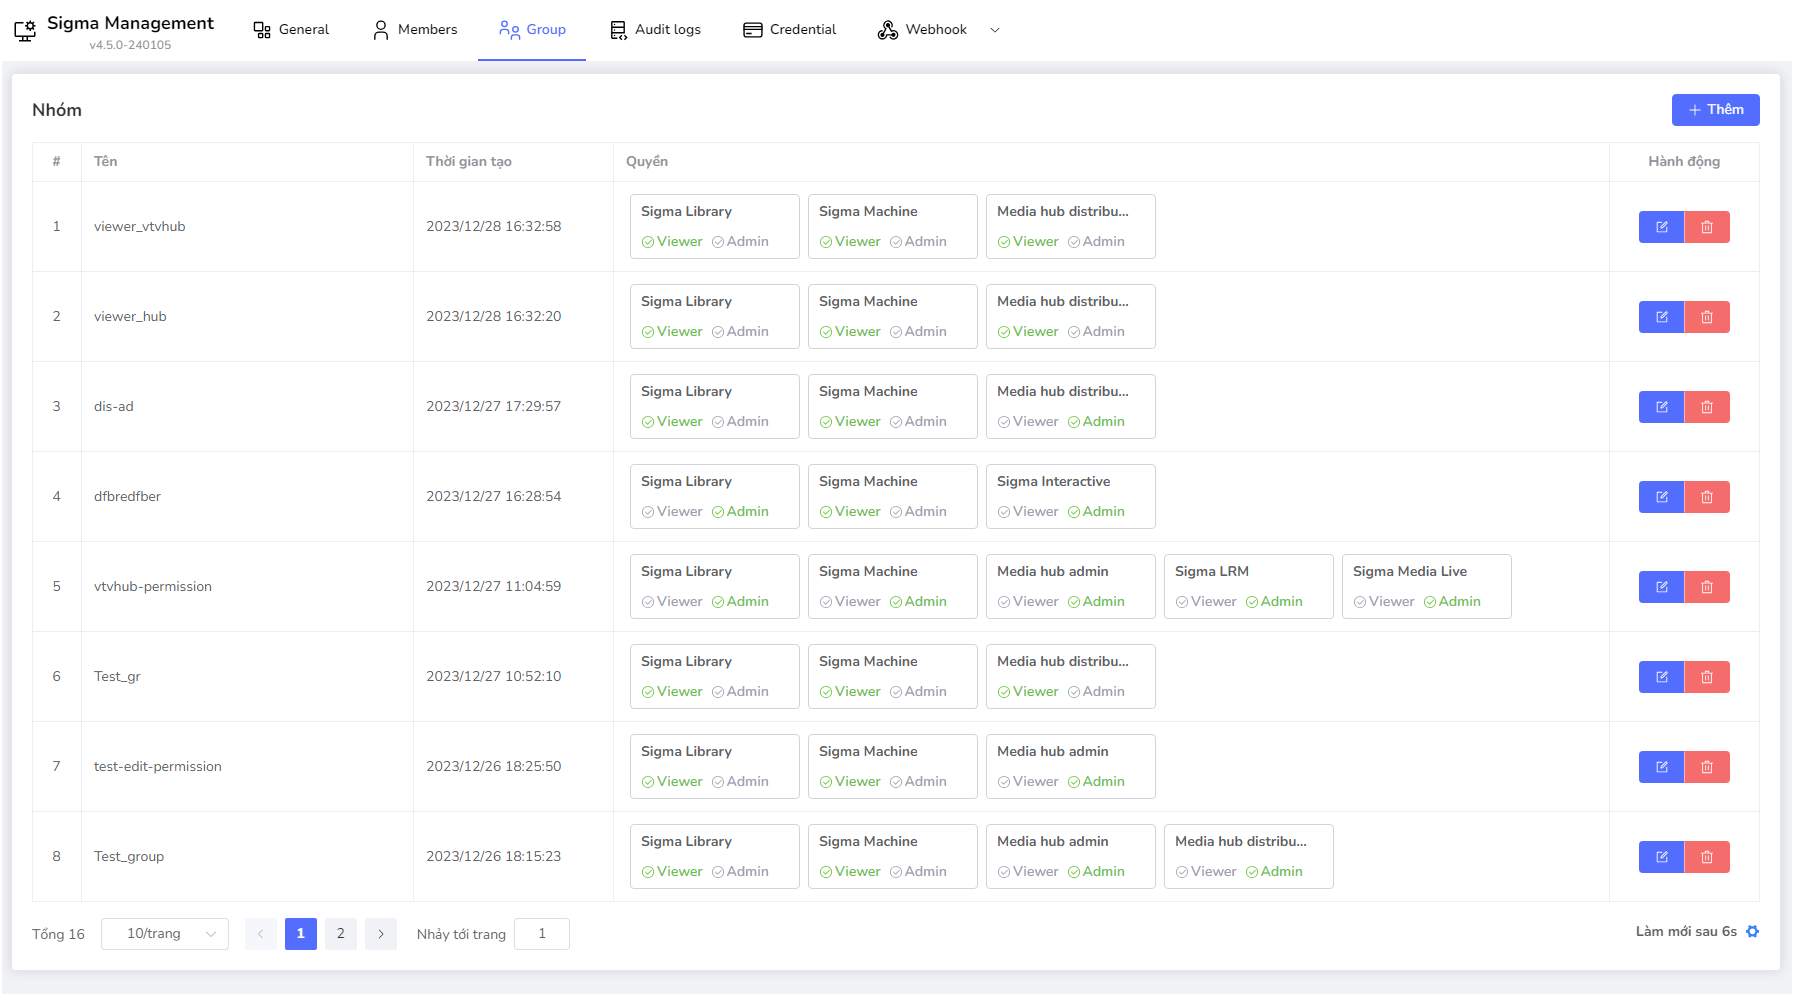 Sigma Management
v4.5.0-240105
General
Members
Group
Audit logs
Credential
Webhook
Nhóm
Thêm
# Tên Thời gian tạo Quyền Hành động
1 viewer_vtvhub 2023/12/28 16:32:58
Sigma Library Sigma Machine Media hub distribu...
Viewer Admin Viewer Admin Viewer Admin
2 viewer_hub 2023/12/28 16:32:20
Sigma Library Sigma Machine Media hub distribu...
Viewer Admin Viewer Admin Viewer Admin
3 dis-ad 2023/12/27 17:29:57
Sigma Library Sigma Machine Media hub distribu...
Viewer Admin Viewer Admin Viewer Admin
4 dfbredfber 2023/12/27 16:28:54
Sigma Library Sigma Machine Sigma Interactive
Viewer Admin Viewer Admin Viewer Admin
5 vtvhub-permission 2023/12/27 11:04:59
Sigma Library Sigma Machine Media hub admin Sigma LRM Sigma Media Live
Viewer Admin Viewer Admin Viewer Admin Viewer Admin Viewer Admin
6 Test_gr 2023/12/27 10:52:10
Sigma Library Sigma Machine Media hub distribu...
Viewer Admin Viewer Admin Viewer Admin
7 test-edit-permission 2023/12/26 18:25:50
Sigma Library Sigma Machine Media hub admin
Viewer Admin Viewer Admin Viewer Admin
8 Test_group 2023/12/26 18:15:23
Sigma Library Sigma Machine Media hub admin Media hub distribu...
Viewer Admin Viewer Admin Viewer Admin Viewer Admin
Tổng 16 10/trang 1 2 Nhảy tới trang 1
Làm mới sau 6s